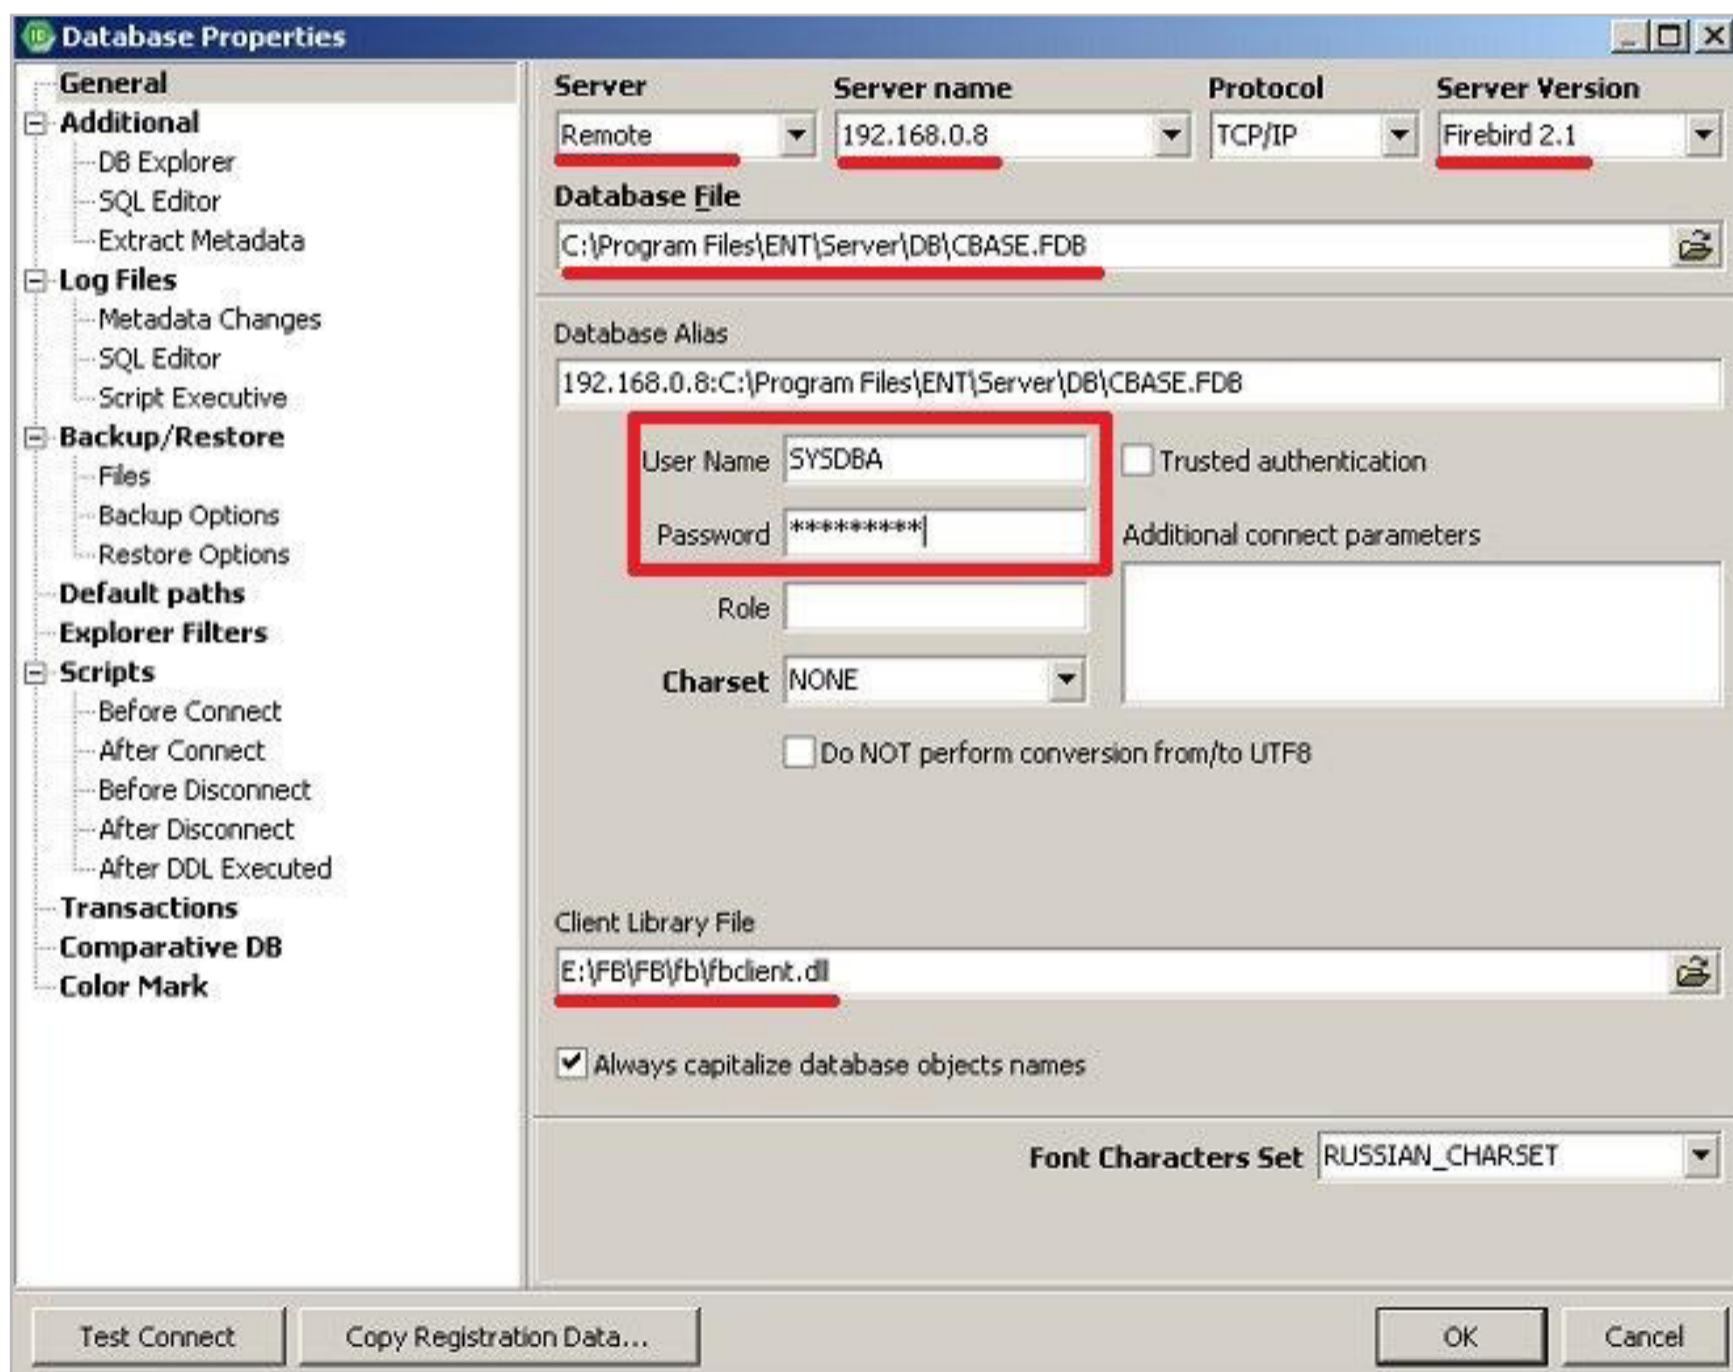 Database Properties
General
Additional
DB Explorer
SQL Editor
Extract Metadata
Log Files
Metadata Changes
SQL Editor
Script Executive
Backup/Restore
Files
Backup Options
Restore Options
Default paths
Explorer Filters
Scripts
Before Connect
After Connect
Before Disconnect
After Disconnect
After DDL Executed
Transactions
Comparative DB
Color Mark
Server Server name Protocol Server Version
Remote 192.168.0.8 TCP/IP Firebird 2.1
Database File
C:\Program Files\ENT\Server\DB\CBASE.FDB
Database Alias
192.168.0.8:C:\Program Files\ENT\Server\DB\CBASE.FDB
User Name SYSDBA Trusted authentication
Password ********* Additional connect parameters
Role
Charset NONE
Do NOT perform conversion from/to UTF8
Client Library File
E:\FB\FB\fb\fbclient.dll
Always capitalize database objects names
Font Characters Set RUSSIAN_CHARSET
Test Connect Copy Registration Data... OK Cancel